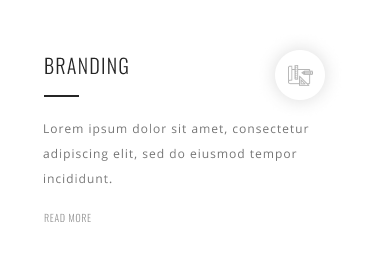 BRANDING
Lorem ipsum dolor sit amet, consectetur
adipiscing elit, sed do eiusmod tempor
incididunt.
READ MORE